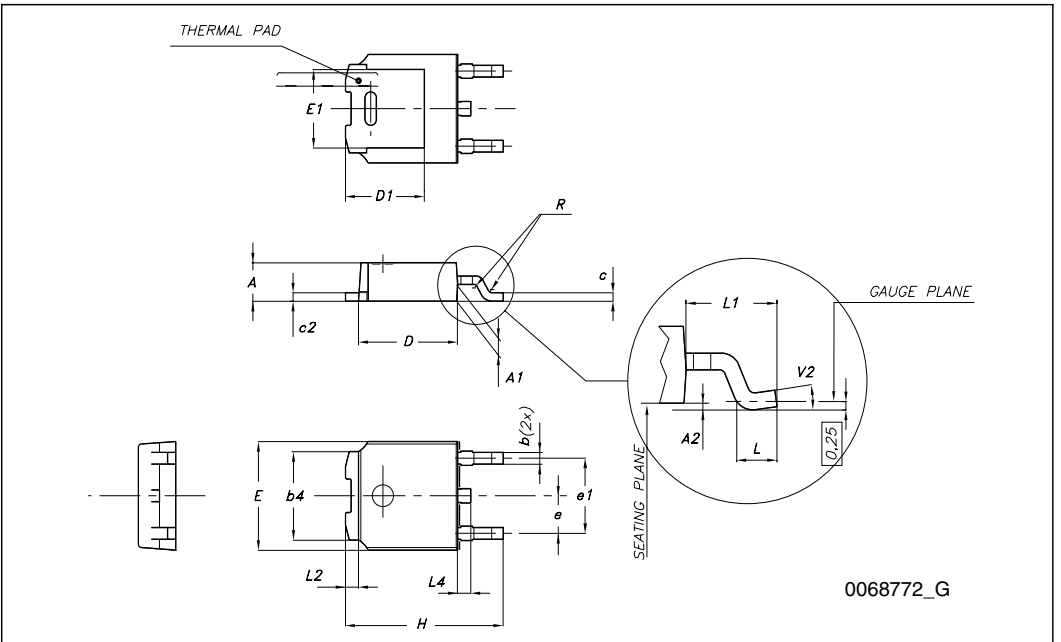 THERMAL PAD
E1
D1
R
A
c
c2
D
A1
L1
GAUGE PLANE
V2
A2
L
0,25
SEATING PLANE
b(2x)
E
b4
e
e1
L2
L4
H
0068772_G